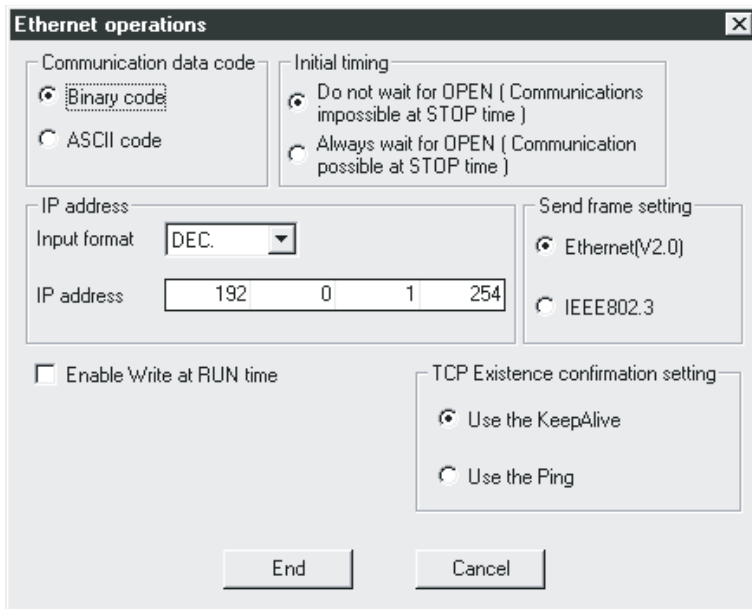 Ethernet operations
Communication data code
Binary code
ASCII code
Initial timing
Do not wait for OPEN ( Communications
impossible at STOP time )
Always wait for OPEN ( Communication
possible at STOP time )
IP address
Input format DEC.
IP address 192 0 1 254
Send frame setting
Ethernet(V2.0)
IEEE802.3
Enable Write at RUN time
TCP Existence confirmation setting
Use the KeepAlive
Use the Ping
End Cancel